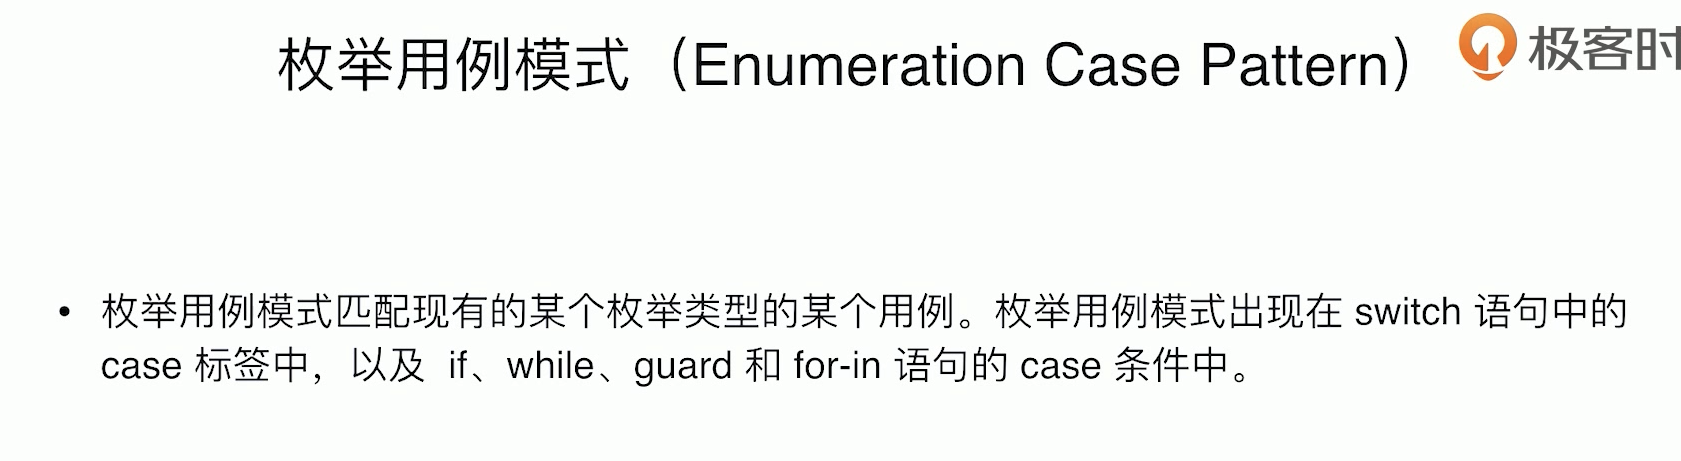 枚举用例模式（Enumeration Case Pattern）
极客时
• 枚举用例模式匹配现有的某个枚举类型的某个用例。枚举用例模式出现在 switch 语句中的
case 标签中，以及 if、while、guard 和 for-in 语句的 case 条件中。